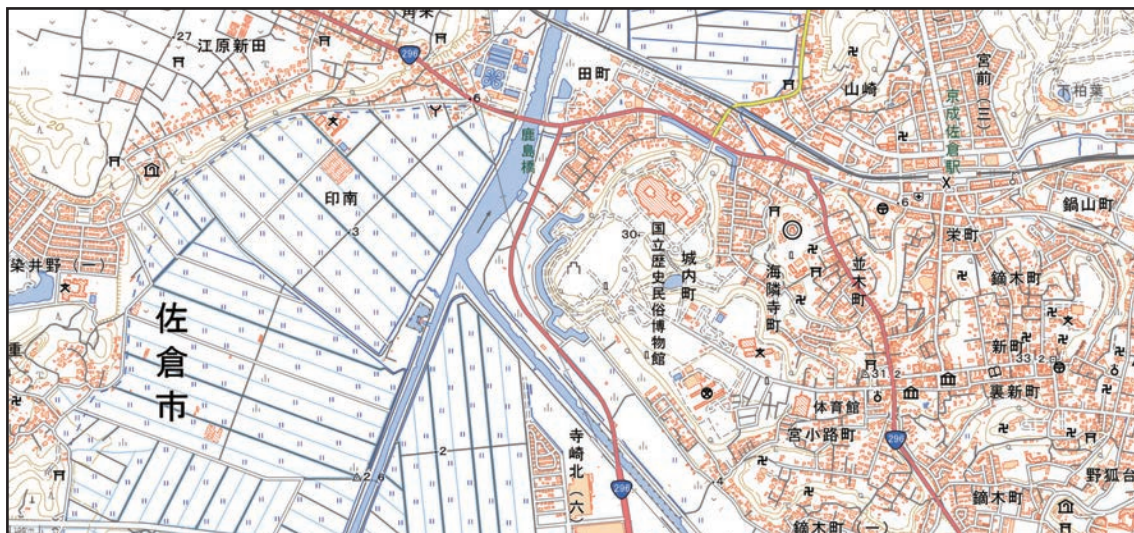 角来
27
江原新田
296
宮前(三)
田町
山崎
下柏葉
京成佐倉駅
6
20
鹿島橋
印南
3
30
国立歴史民俗博物館
城内町
海隣寺町
並木町
6
栄町
鍋山町
鏑木町
染井野(一)
佐倉市
新町
33.2
31.2
体育館
宮小路町
裏新町
296
2
2.6
寺崎北(六)
296
4
鏑木町(一)
鏑木町
野狐台